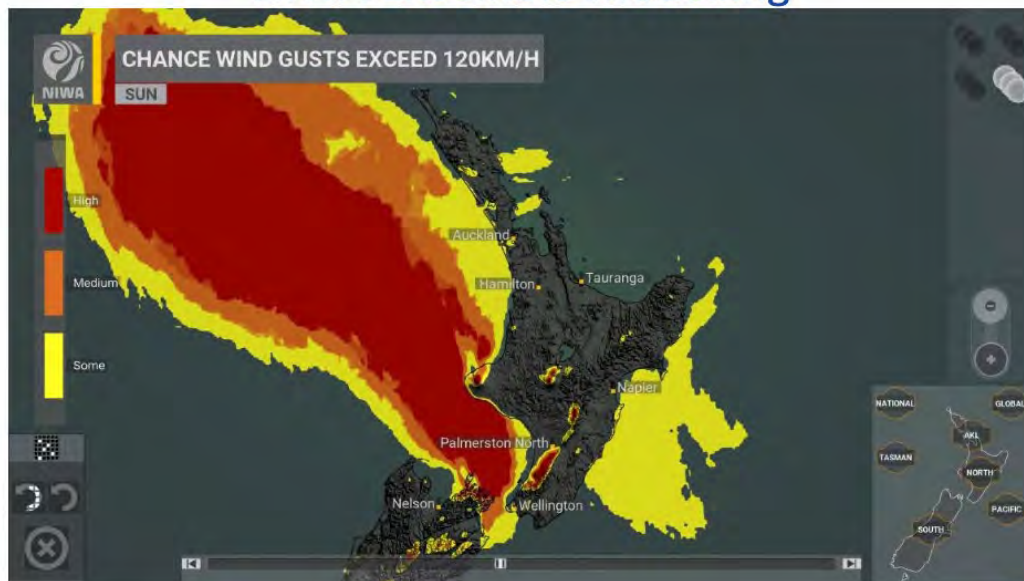 CHANCE WIND GUSTS EXCEED 120KM/H
NIWA
SUN
High
Medium
Some
Auckland
Hamilton
Tauranga
Napier
Palmerston North
Nelson
Wellington
NATIONAL
GLOBAL
AKL
TASMAN
NORTH
PACIFIC
SOUTH